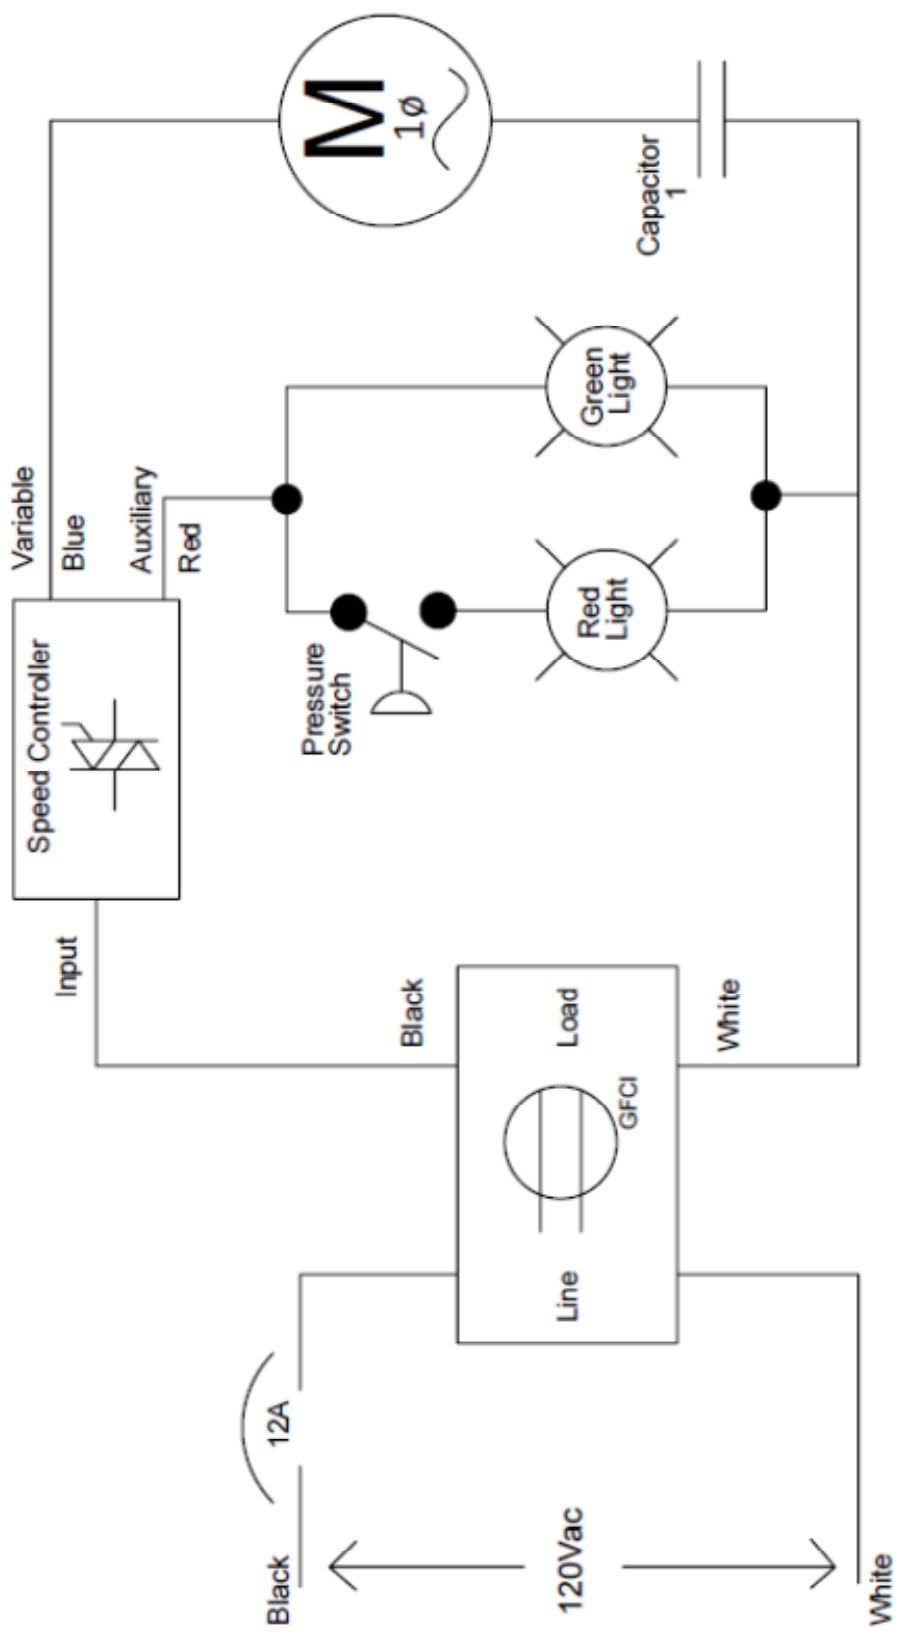 Black
12A
120Vac
White
Line
GFCI
Load
Black
White
Input
Speed Controller
Variable
Blue
Auxiliary
Red
Pressure
Switch
Red
Light
Green
Light
M
1ø
Capacitor
1